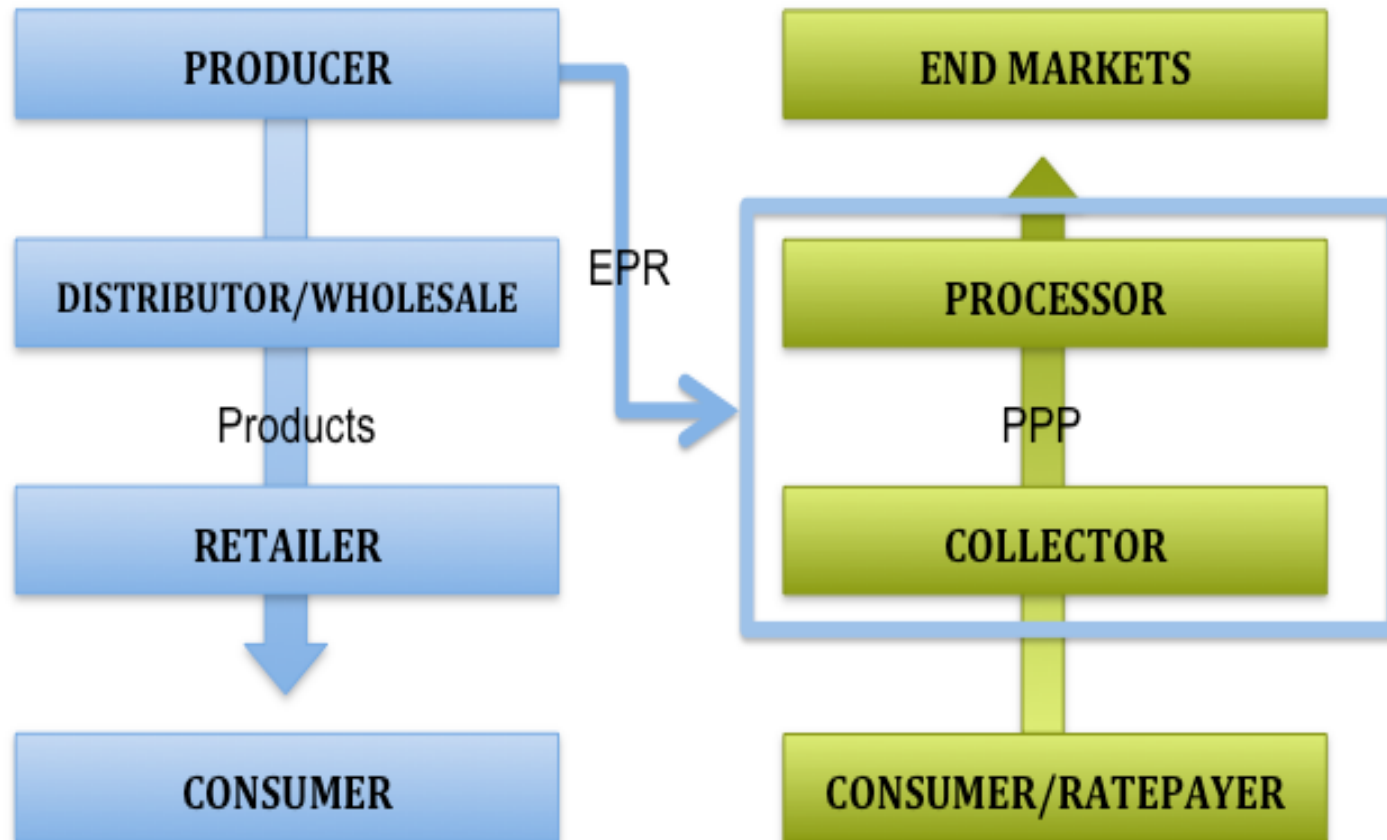 PRODUCER
DISTRIBUTOR/WHOLESALE
Products
RETAILER
CONSUMER
EPR
END MARKETS
PROCESSOR
PPP
COLLECTOR
CONSUMER/RATEPAYER